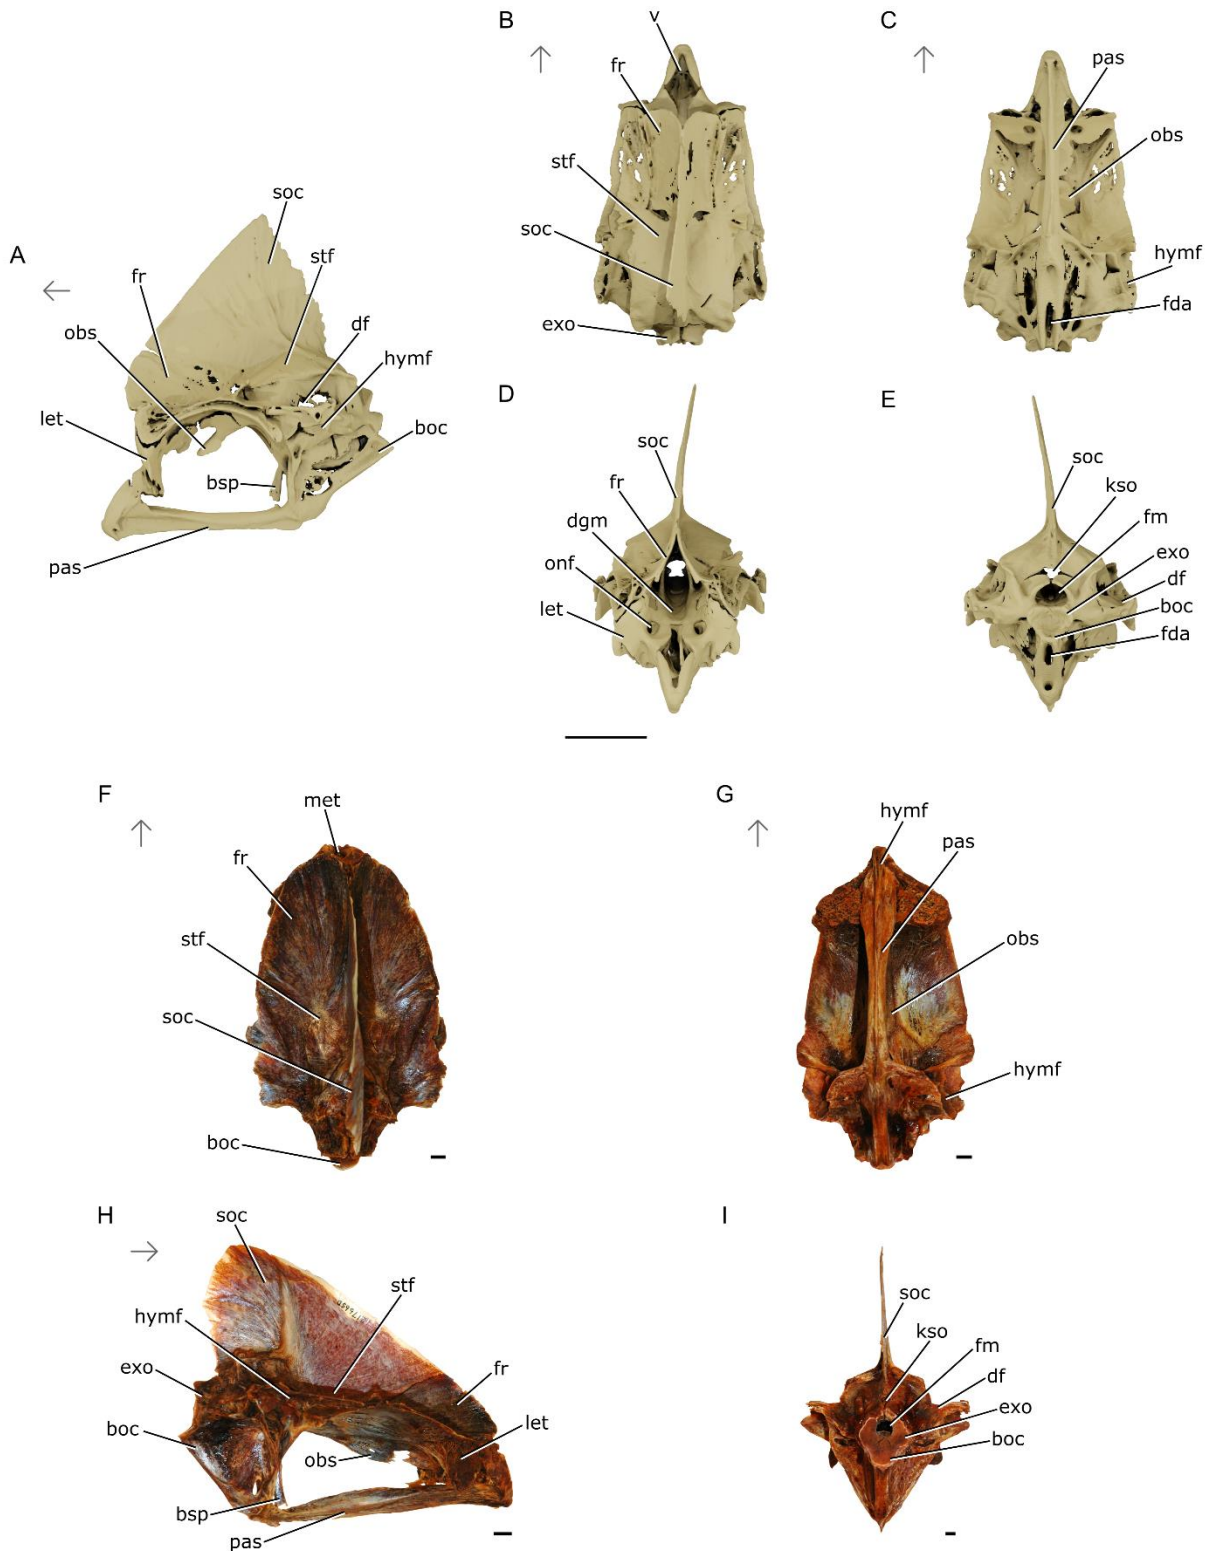 A
soc
stf
fr
df
obs
hymf
let
boc
bsp
pas
B
v
fr
stf
soc
exo
C
pas
obs
hymf
fda
D
soc
fr
dgm
onf
let
E
soc
kso
fm
exo
df
boc
fda
F
met
fr
stf
soc
boc
G
hymf
pas
obs
hymf
H
soc
stf
hymf
exo
fr
boc
let
obs
bsp
pas
I
soc
kso
fm
df
exo
boc